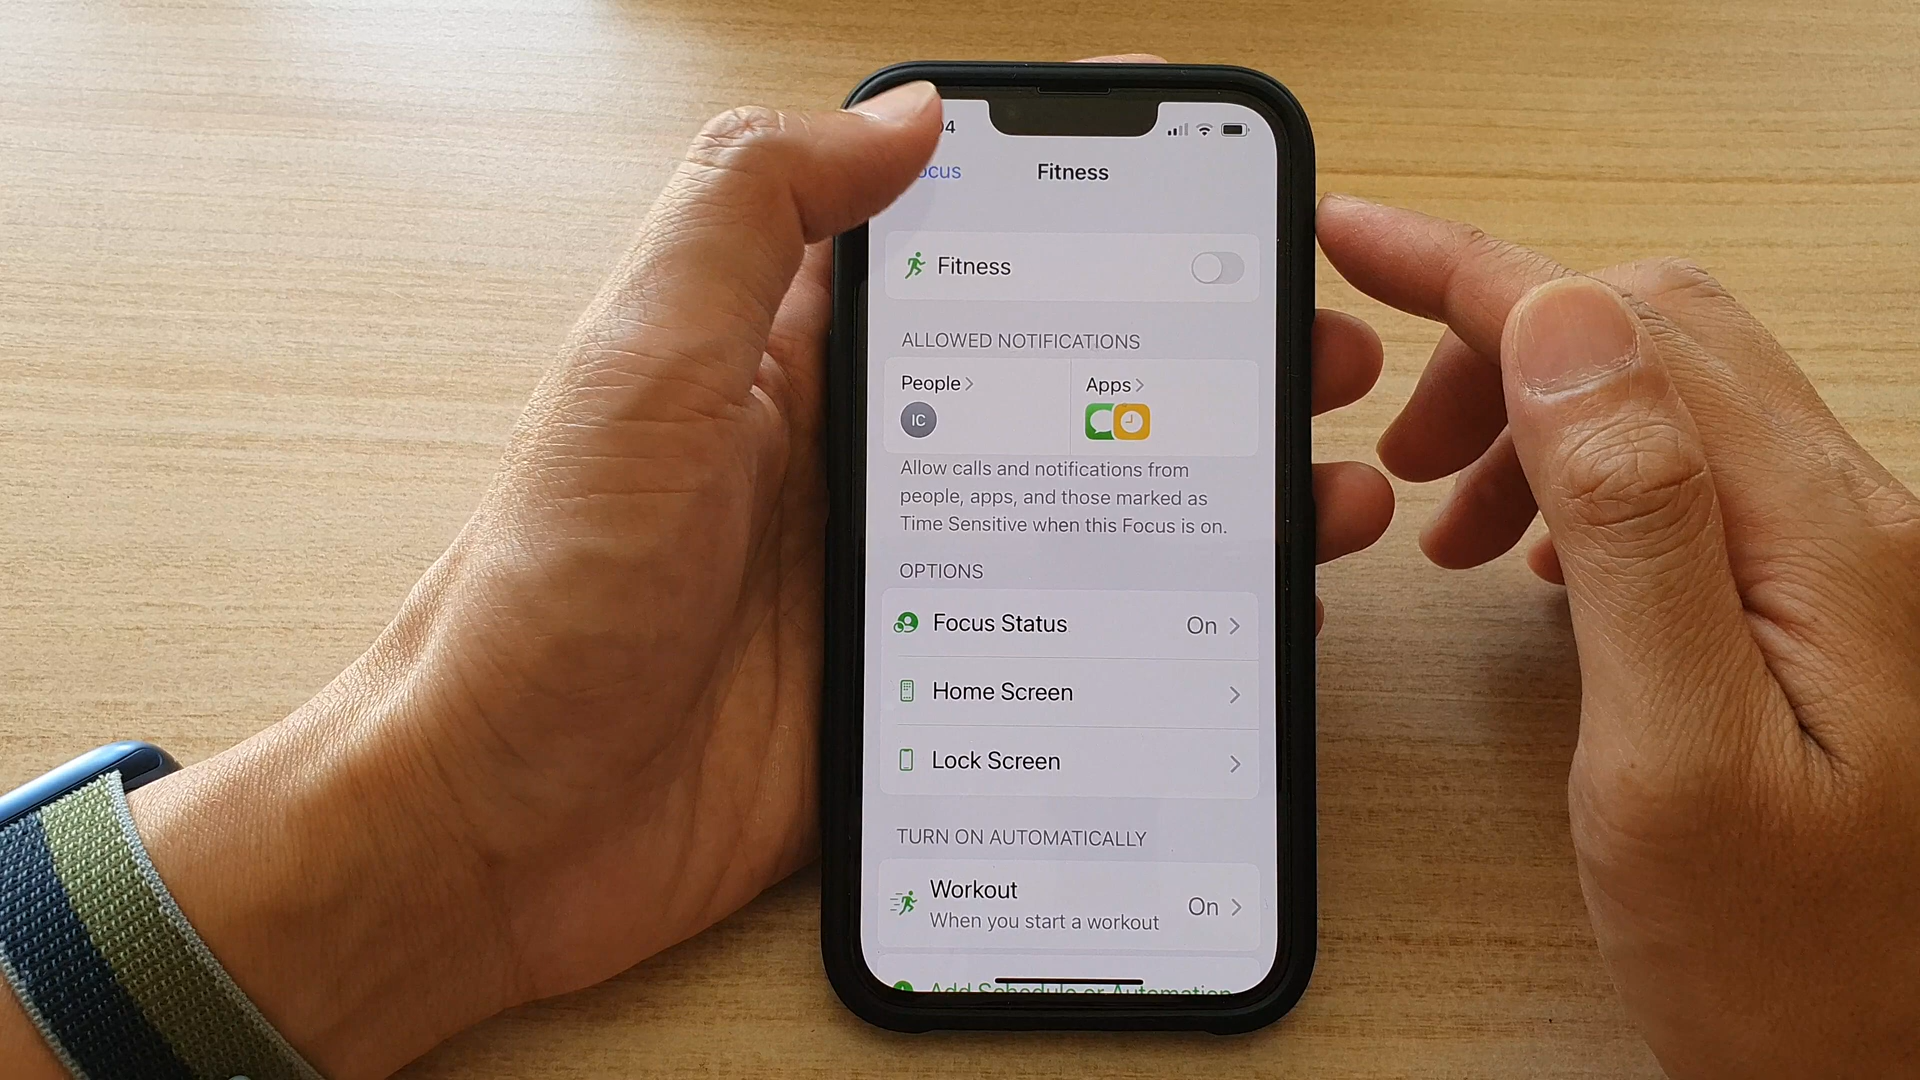 Fitness
Fitness
ALLOWED NOTIFICATIONS
People
Apps
IC
Allow calls and notifications from
people, apps, and those marked as
Time Sensitive when this Focus is on.
OPTIONS
Focus Status On
Home Screen
Lock Screen
TURN ON AUTOMATICALLY
Workout On
When you start a workout
Add Schedule or Automation